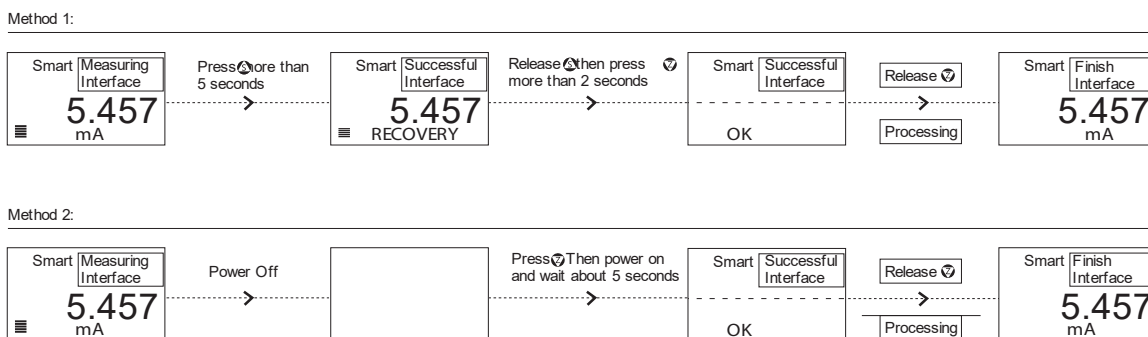 Method 1:
Smart Measuring Interface
5.457
mA
Press Ⓢ ore than
5 seconds
Smart Successful Interface
5.457
RECOVERY
Release Ⓢ then press Ⓩ
more than 2 seconds
Smart Successful Interface
OK
Release Ⓩ
Processing
Smart Finish Interface
5.457
mA
Method 2:
Smart Measuring Interface
5.457
mA
Power Off
Press Ⓩ Then power on
and wait about 5 seconds
Smart Successful Interface
OK
Release Ⓩ
Processing
Smart Finish Interface
5.457
mA